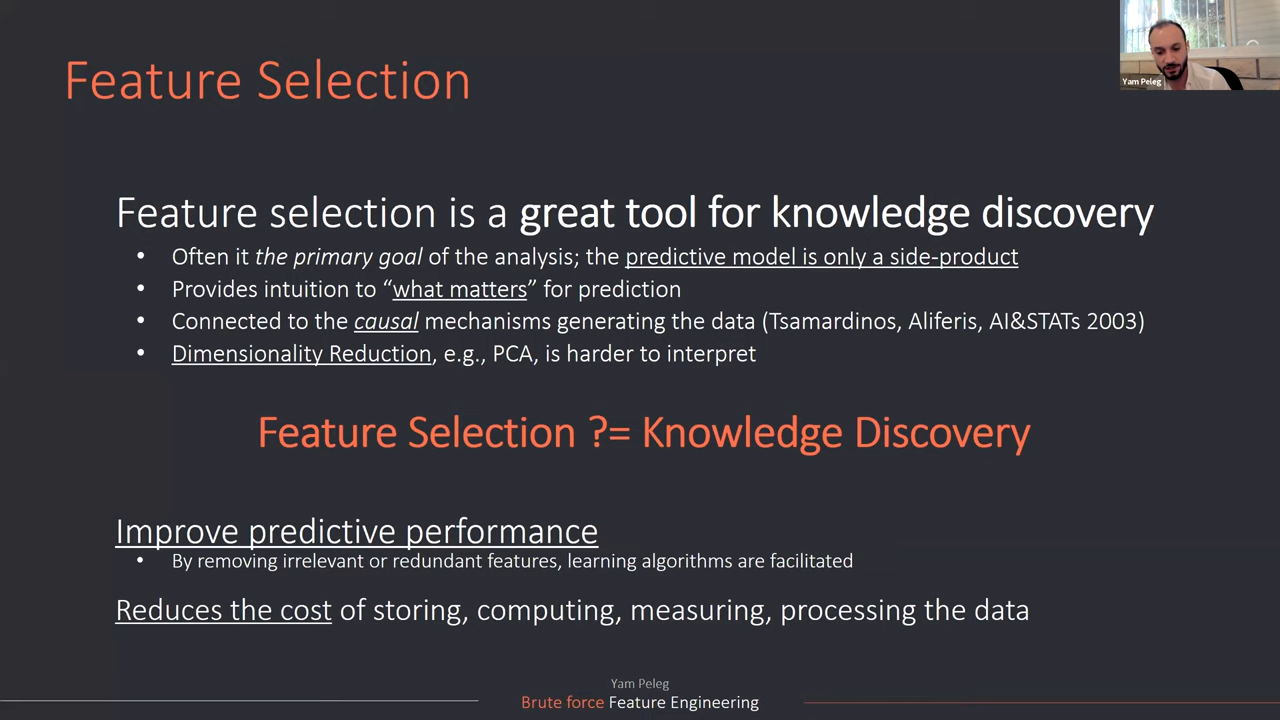 Feature Selection
Yam Peleg
Feature selection is a great tool for knowledge discovery
• Often it the primary goal of the analysis; the predictive model is only a side-product
• Provides intuition to “what matters” for prediction
• Connected to the causal mechanisms generating the data (Tsamardinos, Aliferis, AI&STATs 2003)
• Dimensionality Reduction, e.g., PCA, is harder to interpret
Feature Selection ?= Knowledge Discovery
Improve predictive performance
• By removing irrelevant or redundant features, learning algorithms are facilitated
Reduces the cost of storing, computing, measuring, processing the data
Yam Peleg
Brute force Feature Engineering